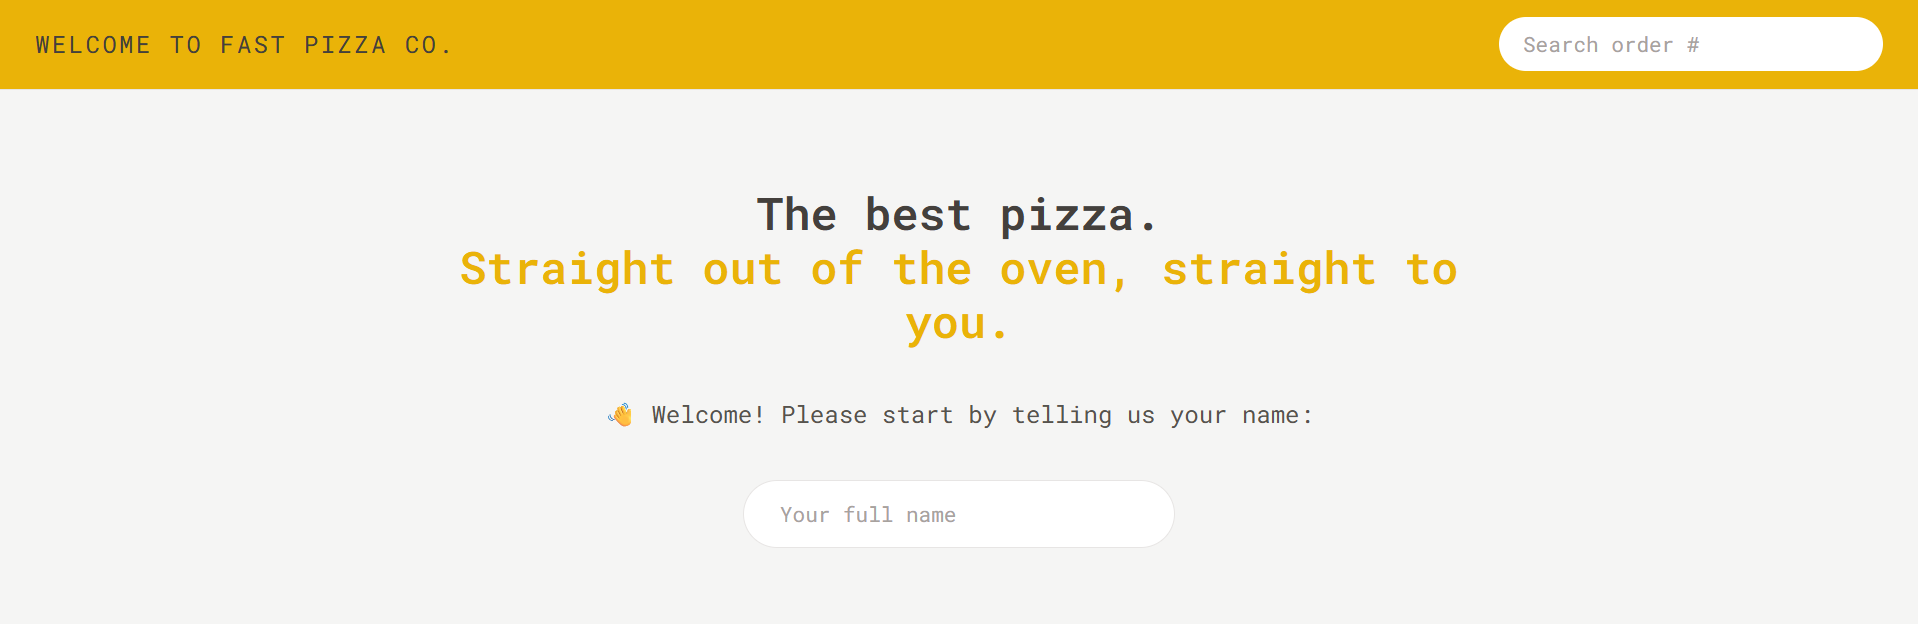 WELCOME TO FAST PIZZA CO.
Search order #
The best pizza.
Straight out of the oven, straight to
you.
👋 Welcome! Please start by telling us your name:
Your full name